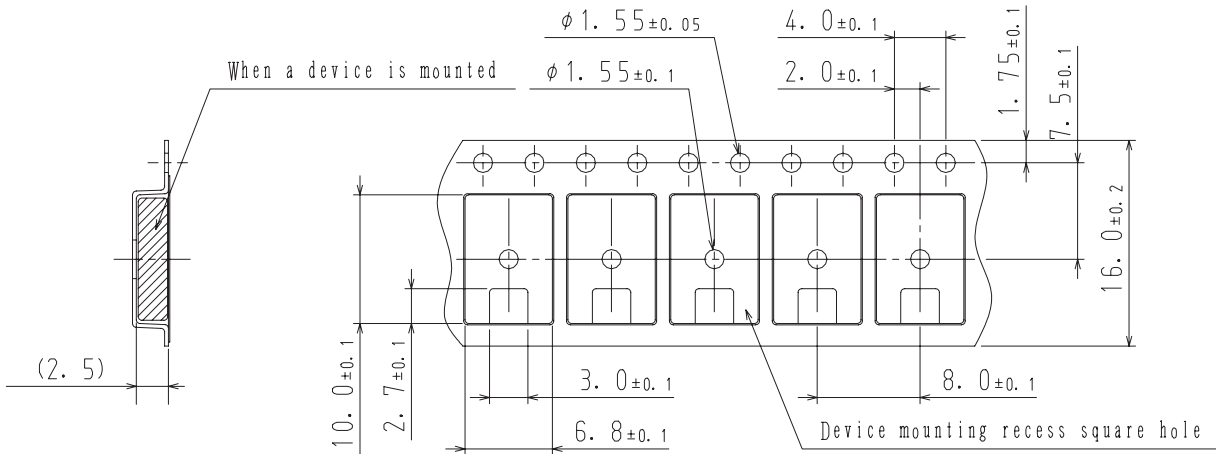 φ1.55±0.05
4.0±0.1
When a device is mounted
φ1.55±0.1
2.0±0.1
1.75±0.1
7.5±0.1
16.0±0.2
(2.5)
10.0±0.1
2.7±0.1
3.0±0.1
8.0±0.1
6.8±0.1
Device mounting recess square hole